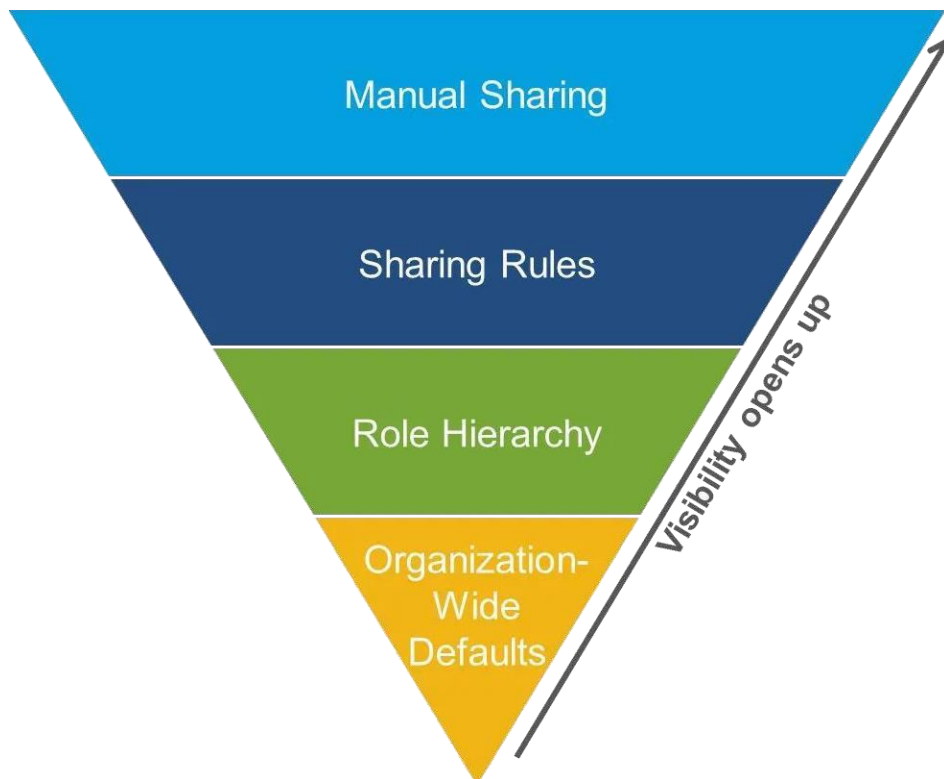 Manual Sharing
Sharing Rules
Role Hierarchy
Organization-
Wide
Defaults
Visibility opens up